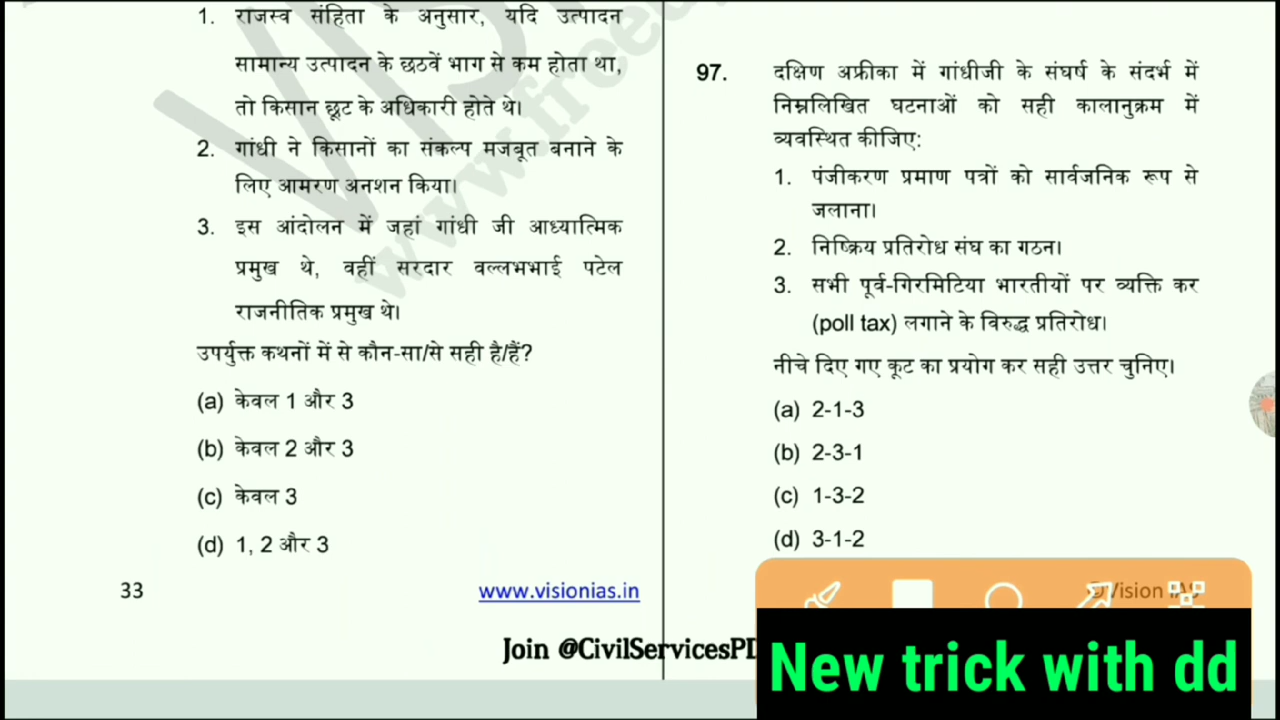 1. राजस्व संहिता के अनुसार, यदि उत्पादन
सामान्य उत्पादन के छठवें भाग से कम होता था,
तो किसान छूट के अधिकारी होते थे।
2. गांधी ने किसानों का संकल्प मजबूत बनाने के
लिए आमरण अनशन किया।
3. इस आंदोलन में जहां गांधी जी आध्यात्मिक
प्रमुख थे, वहीं सरदार वल्लभभाई पटेल
राजनीतिक प्रमुख थे।
उपर्युक्त कथनों में से कौन-सा/से सही है/हैं?
(a) केवल 1 और 3
(b) केवल 2 और 3
(c) केवल 3
(d) 1, 2 और 3
97. दक्षिण अफ्रीका में गांधीजी के संघर्ष के संदर्भ में
निम्नलिखित घटनाओं को सही कालानुक्रम में
व्यवस्थित कीजिए:
1. पंजीकरण प्रमाण पत्रों को सार्वजनिक रूप से
जलाना।
2. निष्क्रिय प्रतिरोध संघ का गठन।
3. सभी पूर्व-गिरमिटिया भारतीयों पर व्यक्ति कर
(poll tax) लगाने के विरुद्ध प्रतिरोध।
नीचे दिए गए कूट का प्रयोग कर सही उत्तर चुनिए।
(a) 2-1-3
(b) 2-3-1
(c) 1-3-2
(d) 3-1-2
33
www.visionias.in
©Vision IAS
Join @CivilServicesPD
New trick with dd